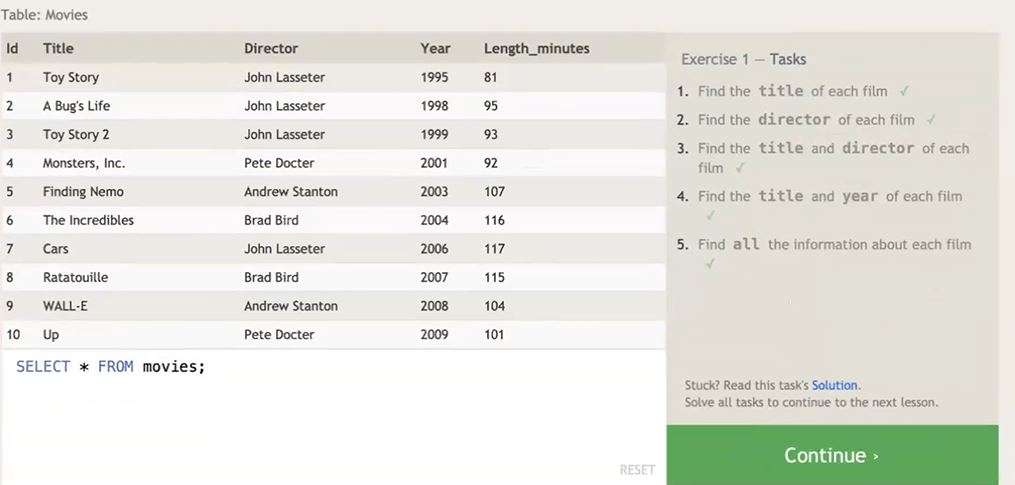 Table: Movies
Id Title Director Year Length_minutes
1 Toy Story John Lasseter 1995 81
2 A Bug's Life John Lasseter 1998 95
3 Toy Story 2 John Lasseter 1999 93
4 Monsters, Inc. Pete Docter 2001 92
5 Finding Nemo Andrew Stanton 2003 107
6 The Incredibles Brad Bird 2004 116
7 Cars John Lasseter 2006 117
8 Ratatouille Brad Bird 2007 115
9 WALL-E Andrew Stanton 2008 104
10 Up Pete Docter 2009 101
SELECT * FROM movies;
RESET
Exercise 1 — Tasks
1. Find the title of each film ✓
2. Find the director of each film ✓
3. Find the title and director of each
film ✓
4. Find the title and year of each film
✓
5. Find all the information about each film
✓
Stuck? Read this task's Solution.
Solve all tasks to continue to the next lesson.
Continue ›